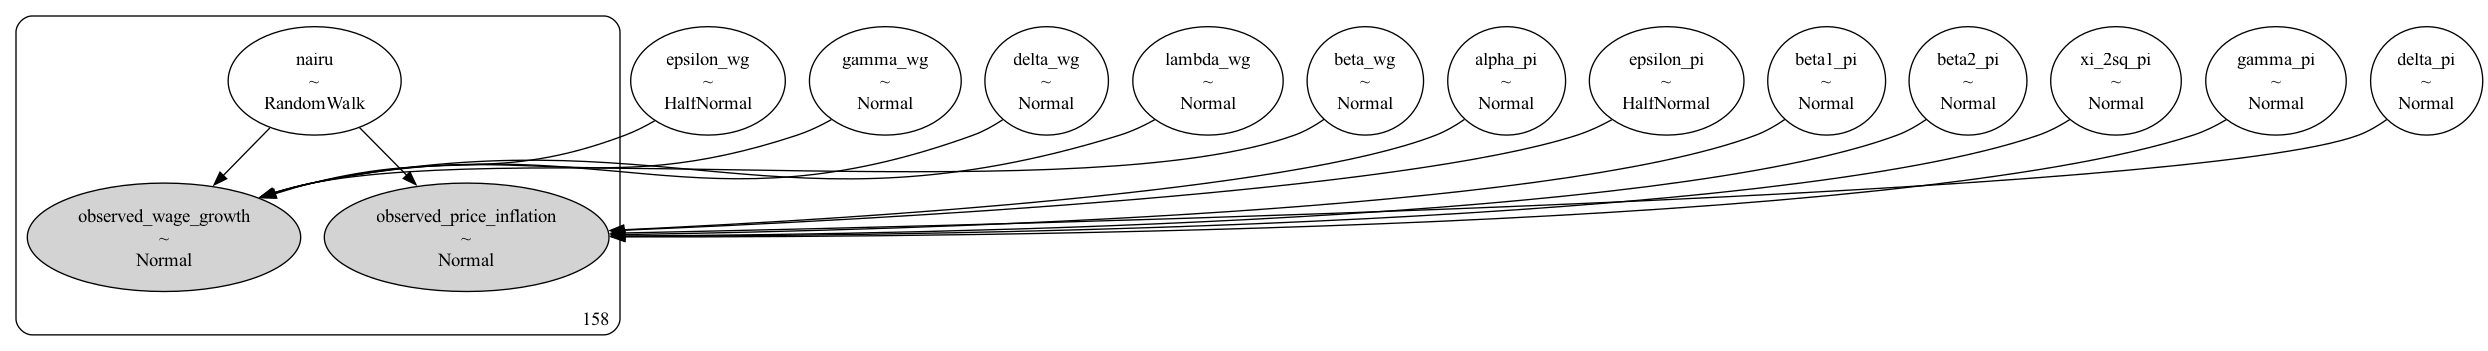 nairu
~
RandomWalk
epsilon_wg
~
HalfNormal
gamma_wg
~
Normal
delta_wg
~
Normal
lambda_wg
~
Normal
beta_wg
~
Normal
alpha_pi
~
Normal
epsilon_pi
~
HalfNormal
beta1_pi
~
Normal
beta2_pi
~
Normal
xi_2sq_pi
~
Normal
gamma_pi
~
Normal
delta_pi
~
Normal
observed_wage_growth
~
Normal
observed_price_inflation
~
Normal
158